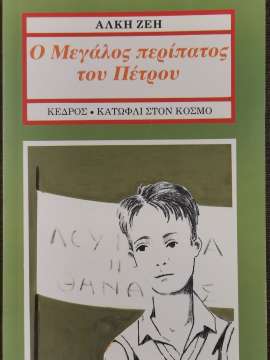 ΑΛΚΗ ΖΕΗ
Ο Μεγάλος περίπατος
του Πέτρου
ΚΕΔΡΟΣ • ΚΑΤΩΦΛΙ ΣΤΟΝ ΚΟΣΜΟ